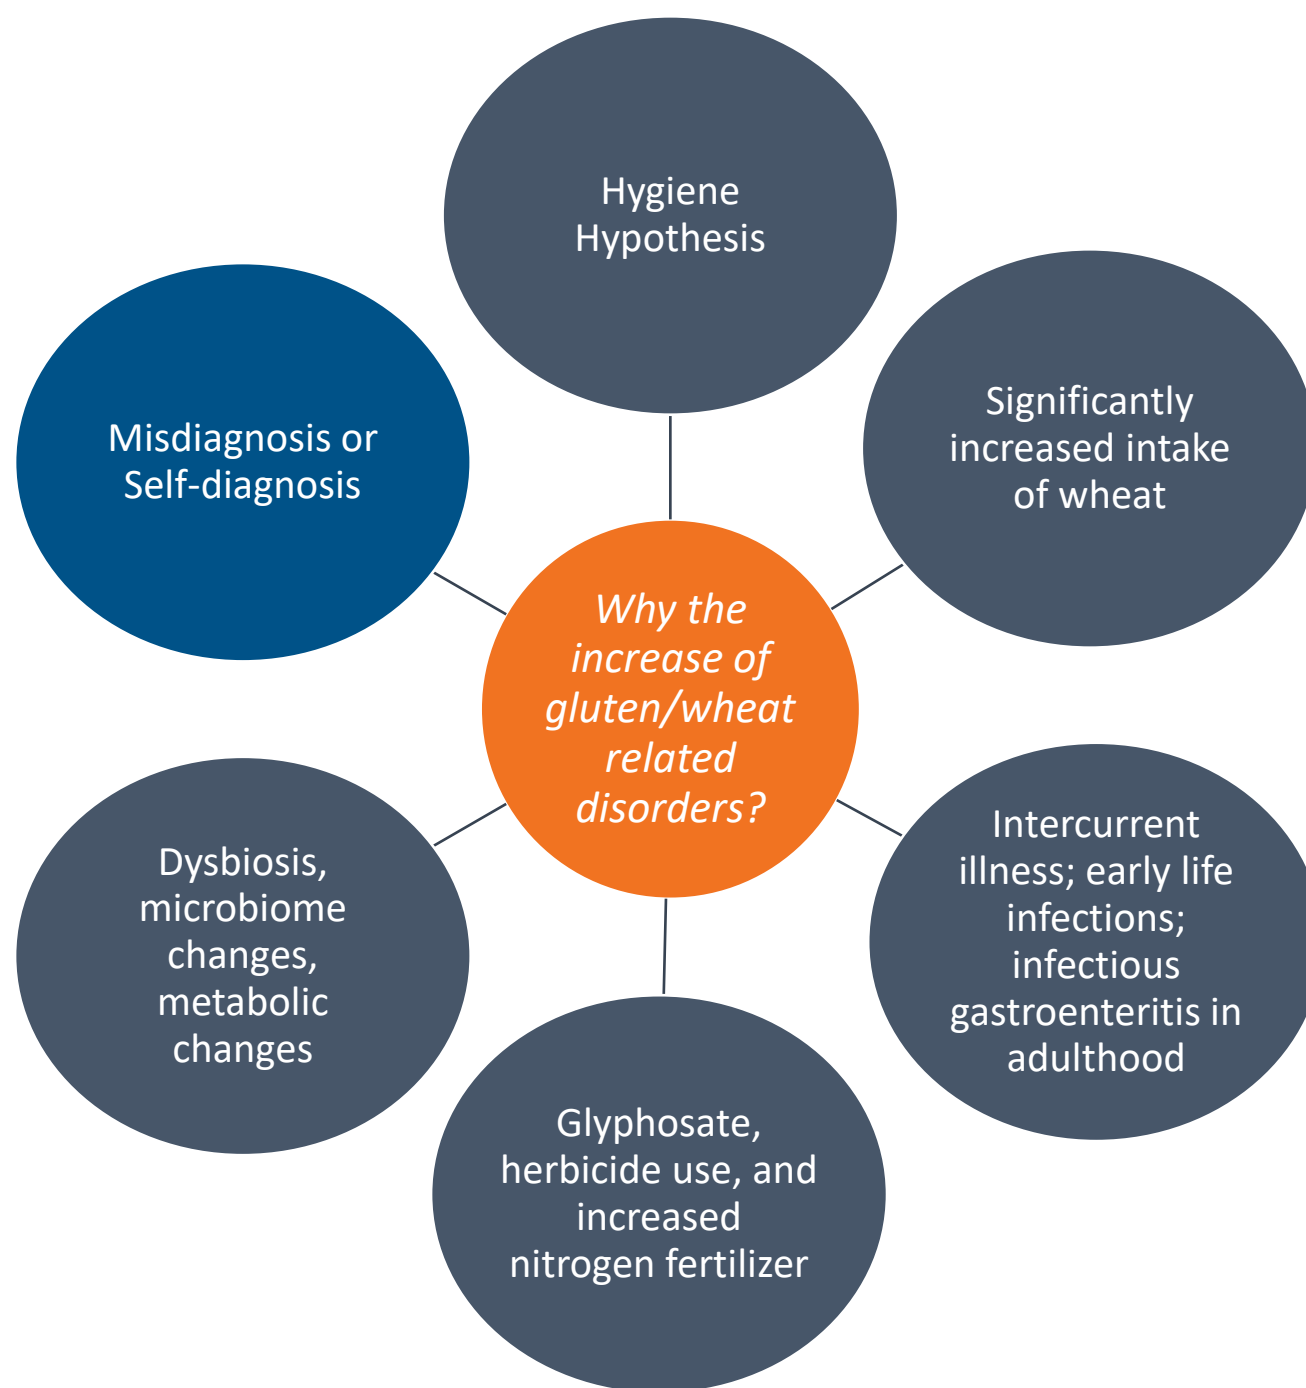 Hygiene
Hypothesis
Significantly
increased intake
of wheat
Intercurrent
illness; early life
infections;
infectious
gastroenteritis in
adulthood
Glyphosate,
herbicide use, and
increased
nitrogen fertilizer
Dysbiosis,
microbiome
changes,
metabolic
changes
Misdiagnosis or
Self-diagnosis
Why the
increase of
gluten/wheat
related
disorders?